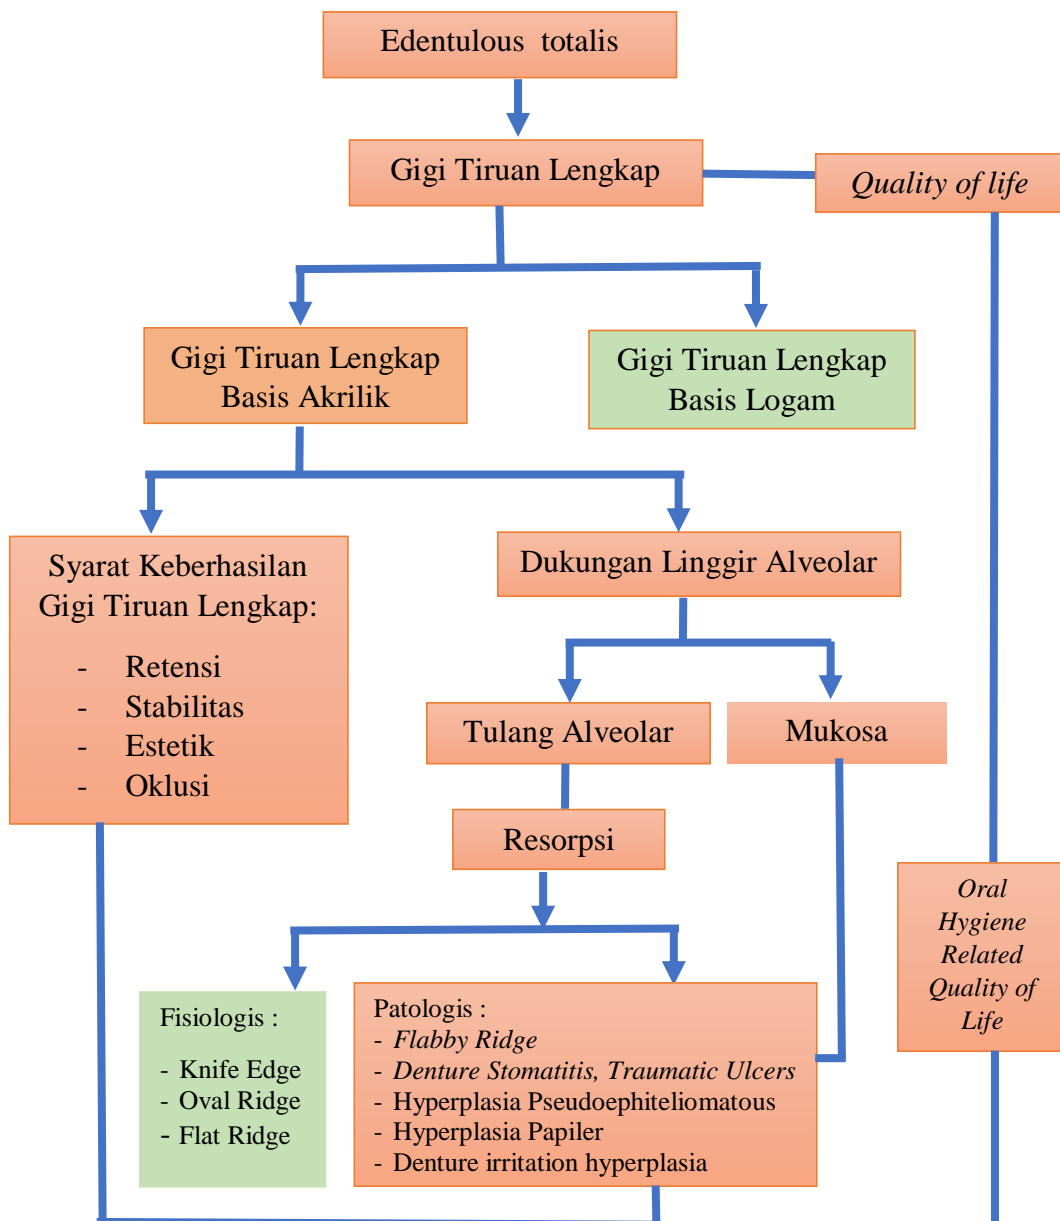 Edentulous totalis
Gigi Tiruan Lengkap
Quality of life
Gigi Tiruan Lengkap
Basis Akrilik
Gigi Tiruan Lengkap
Basis Logam
Syarat Keberhasilan
Gigi Tiruan Lengkap:
- Retensi
- Stabilitas
- Estetik
- Oklusi
Dukungan Linggir Alveolar
Tulang Alveolar
Mukosa
Resorpsi
Oral
Hygiene
Related
Quality of
Life
Fisiologis :
- Knife Edge
- Oval Ridge
- Flat Ridge
Patologis :
- Flabby Ridge
- Denture Stomatitis, Traumatic Ulcers
- Hyperplasia Pseudoephiteliomatous
- Hyperplasia Papiler
- Denture irritation hyperplasia